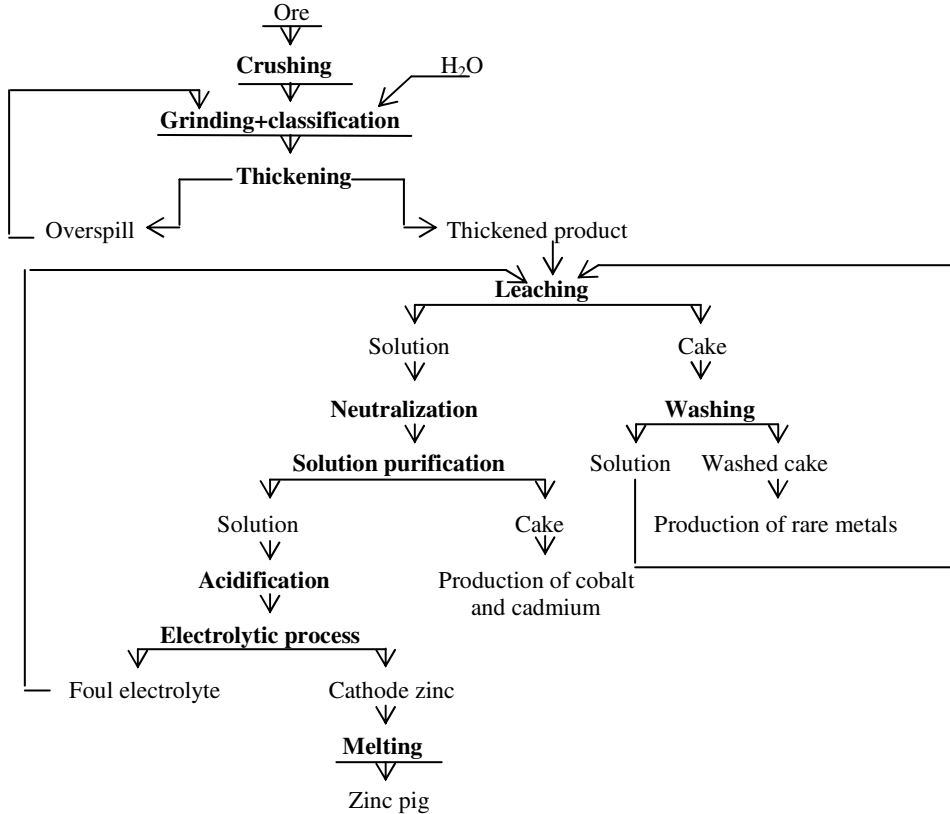 Ore
Crushing
H₂O
Grinding+classification
Thickening
Overspill
Thickened product
Leaching
Solution
Cake
Neutralization
Washing
Solution purification
Solution
Washed cake
Solution
Cake
Production of rare metals
Acidification
Production of cobalt
and cadmium
Electrolytic process
Foul electrolyte
Cathode zinc
Melting
Zinc pig